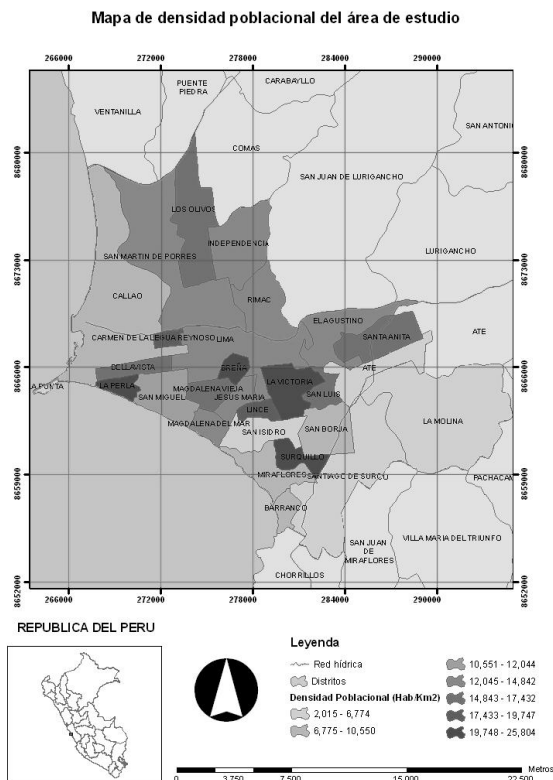 Mapa de densidad poblacional del área de estudio
266000 272000 278000 284000 290000
PUENTE
PIEDRA
CARABAYLLO
VENTANILLA
SAN ANTONIO
COMAS
8680000 8680000
SAN JUAN DE LURIGANCHO
LOS OLIVOS
INDEPENDENCIA
LURIGANCHO
SAN MARTIN DE PORRES
8673000 8673000
CALLAO
RIMAC
EL AGUSTINO
CARMEN DE LA LEGUA REYNOSO
LIMA
SANTA ANITA
ATE
BELLAVISTA
BREÑA
ATE
8666000 8666000
LA PUNTA
LA PERLA
LA VICTORIA
SAN MIGUEL
MAGDALENA VIEJA
JESUS MARIA
SAN LUIS
LINCE
MAGDALENA DEL MAR
SAN ISIDRO
SAN BORJA
LA MOLINA
SURQUILLO
8659000 8659000
MIRAFLORES
SANTIAGO DE SURCO
PACHACAM
BARRANCO
SAN JUAN
DE
MIRAFLORES
VILLA MARIA DEL TRIUNFO
CHORRILLOS
8652000 8652000
266000 272000 278000 284000 290000
REPUBLICA DEL PERU
Leyenda
Red hídrica
Distritos
Densidad Poblacional (Hab/Km2)
2,015 - 6,774
6,775 - 10,550
10,551 - 12,044
12,045 - 14,842
14,843 - 17,432
17,433 - 19,747
19,748 - 25,804
Metros
0 3,750 7,500 15,000 22,500